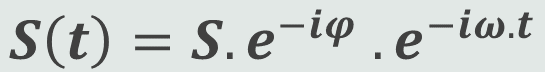 S(t) = S. e^{-iφ} . e^{-iω.t}